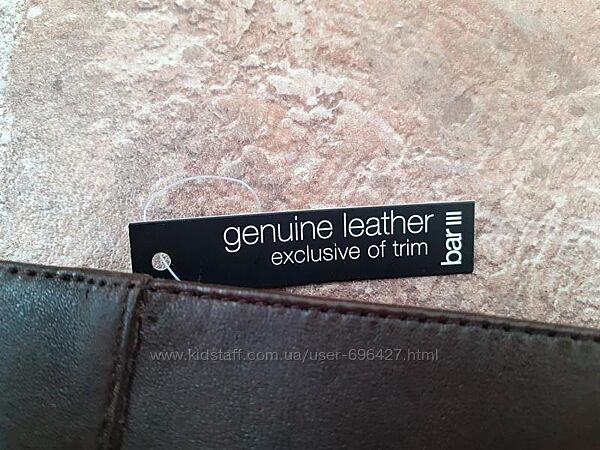 genuine leather
exclusive of trim
bar III
www.kidstaff.com.ua/user-696427.html